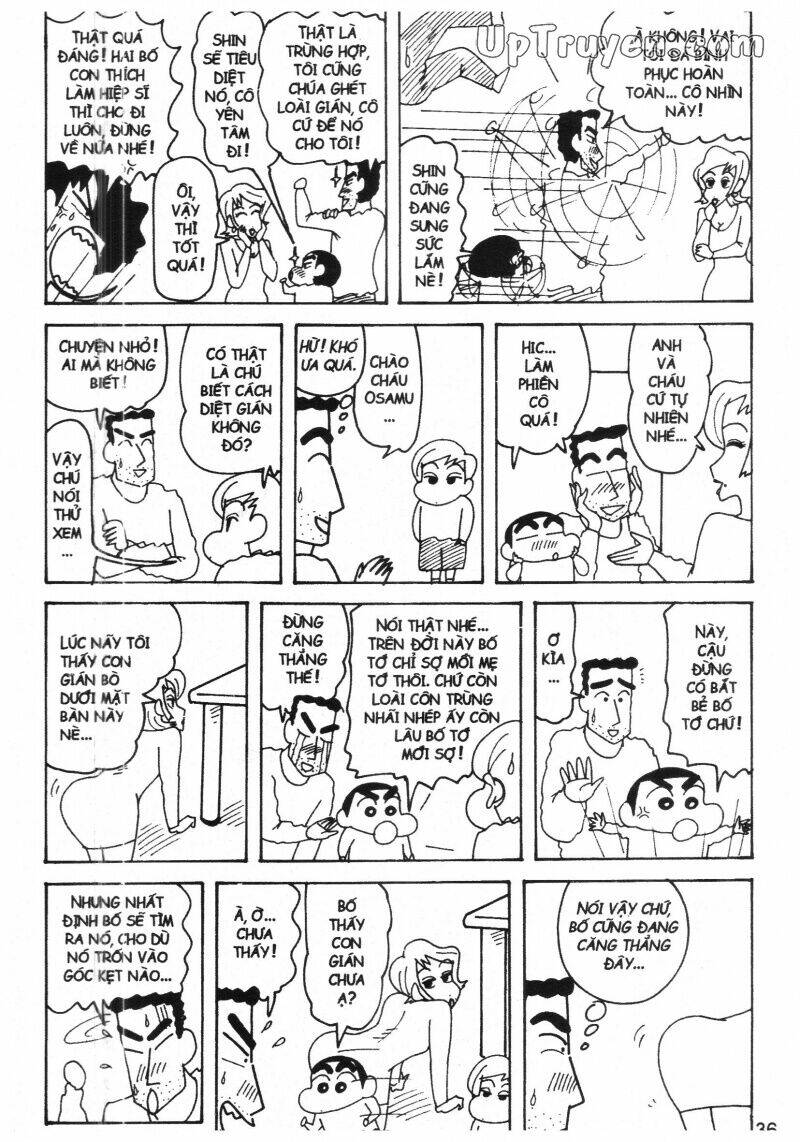 UpTruyen.com
À KHÔNG! VAI
TÔI ĐÃ BÌNH
PHỤC HOÀN
TOÀN... CÔ NHÌN
NÀY!
SHIN
CŨNG
ĐANG
SUNG
SỨC
LẮM
NÈ!
THẬT LÀ
TRÙNG HỢP,
TÔI CŨNG
CHÚA GHÉT
LOÀI GIÁN, CÔ
CỨ ĐỂ NÓ
CHO TÔI!
SHIN
SẼ TIÊU
DIỆT
NÓ, CÔ
YÊN
TÂM
ĐI!
ÔI,
VẬY
THÌ
TỐT
QUÁ!
THẬT QUÁ
ĐÁNG! HAI BỐ
CON THÍCH
LÀM HIỆP SĨ
THÌ CHO ĐI
LUÔN, ĐỪNG
VỀ NỮA NHÉ!
ANH
VÀ
CHÁU
CỨ TỰ
NHIÊN
NHÉ...
HIC...
LÀM
PHIỀN
CÔ
QUÁ!
CHÀO
CHÁU
OSAMU
...
HỪ! KHÓ
ƯA QUÁ.
CÓ THẬT
LÀ CHÚ
BIẾT CÁCH
DIỆT GIÁN
KHÔNG
ĐÓ?
CHUYỆN NHỎ!
AI MÀ KHÔNG
BIẾT!
VẬY
CHÚ
NÓI
THỬ
XEM
...
NÀY,
CẬU
ĐỪNG
CÓ BẮT
BẺ BỐ
TỚ CHỨ!
Ơ
KÌA
...
NÓI THẬT NHÉ...
TRÊN ĐỜI NÀY BỐ
TỚ CHỈ SỢ MỖI MẸ
TỚ THÔI. CHỨ CÒN
LOÀI CÔN TRÙNG
NHÃI NHÉP ẤY CÒN
LÂU BỐ TỚ
MỚI SỢ!
ĐỪNG
CĂNG
THẲNG
THẾ!
LÚC NÃY TÔI
THẤY CON
GIÁN BÒ
DƯỚI MẶT
BÀN NÀY
NÈ...
NÓI VẬY CHỨ,
BỐ CŨNG ĐANG
CĂNG THẲNG
ĐÂY...
BỐ
THẤY
CON
GIÁN
CHƯA
Ạ?
À, Ờ...
CHƯA
THẤY!
NHƯNG NHẤT
ĐỊNH BỐ SẼ TÌM
RA NÓ, CHO DÙ
NÓ TRỐN VÀO
GÓC KẸT NÀO...
36